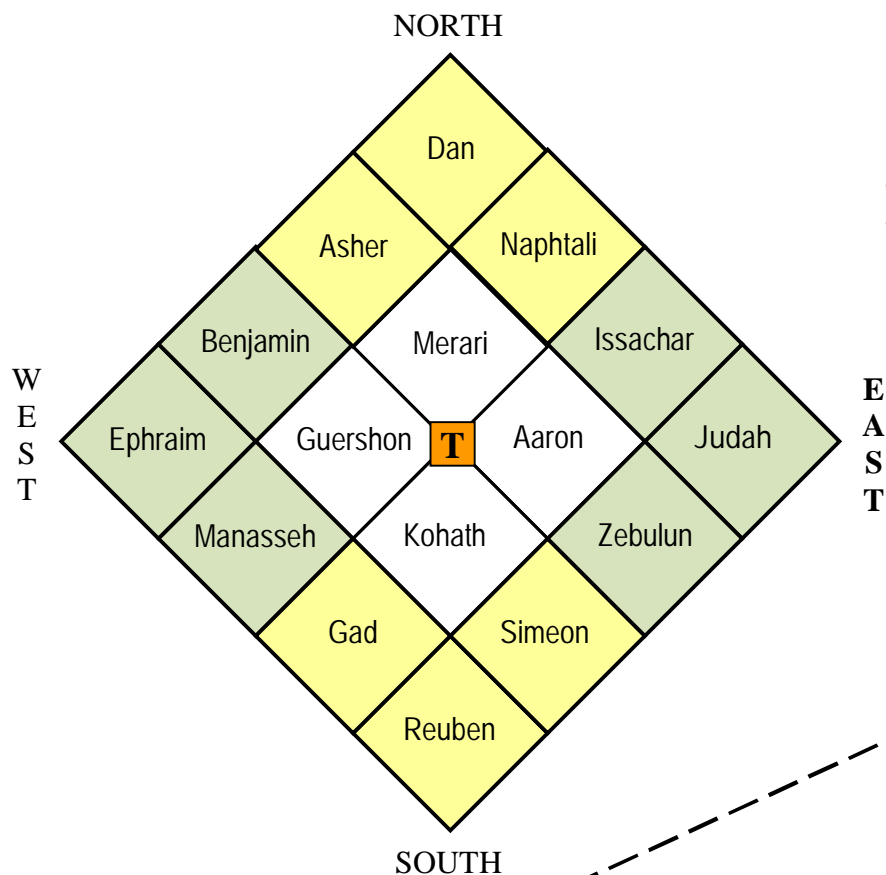 NORTH
Dan
Asher
Naphtali
Benjamin
Merari
Issachar
W
E
S
T
Ephraim
Guershon
T
Aaron
Judah
E
A
S
T
Manasseh
Kohath
Zebulun
Gad
Simeon
Reuben
SOUTH